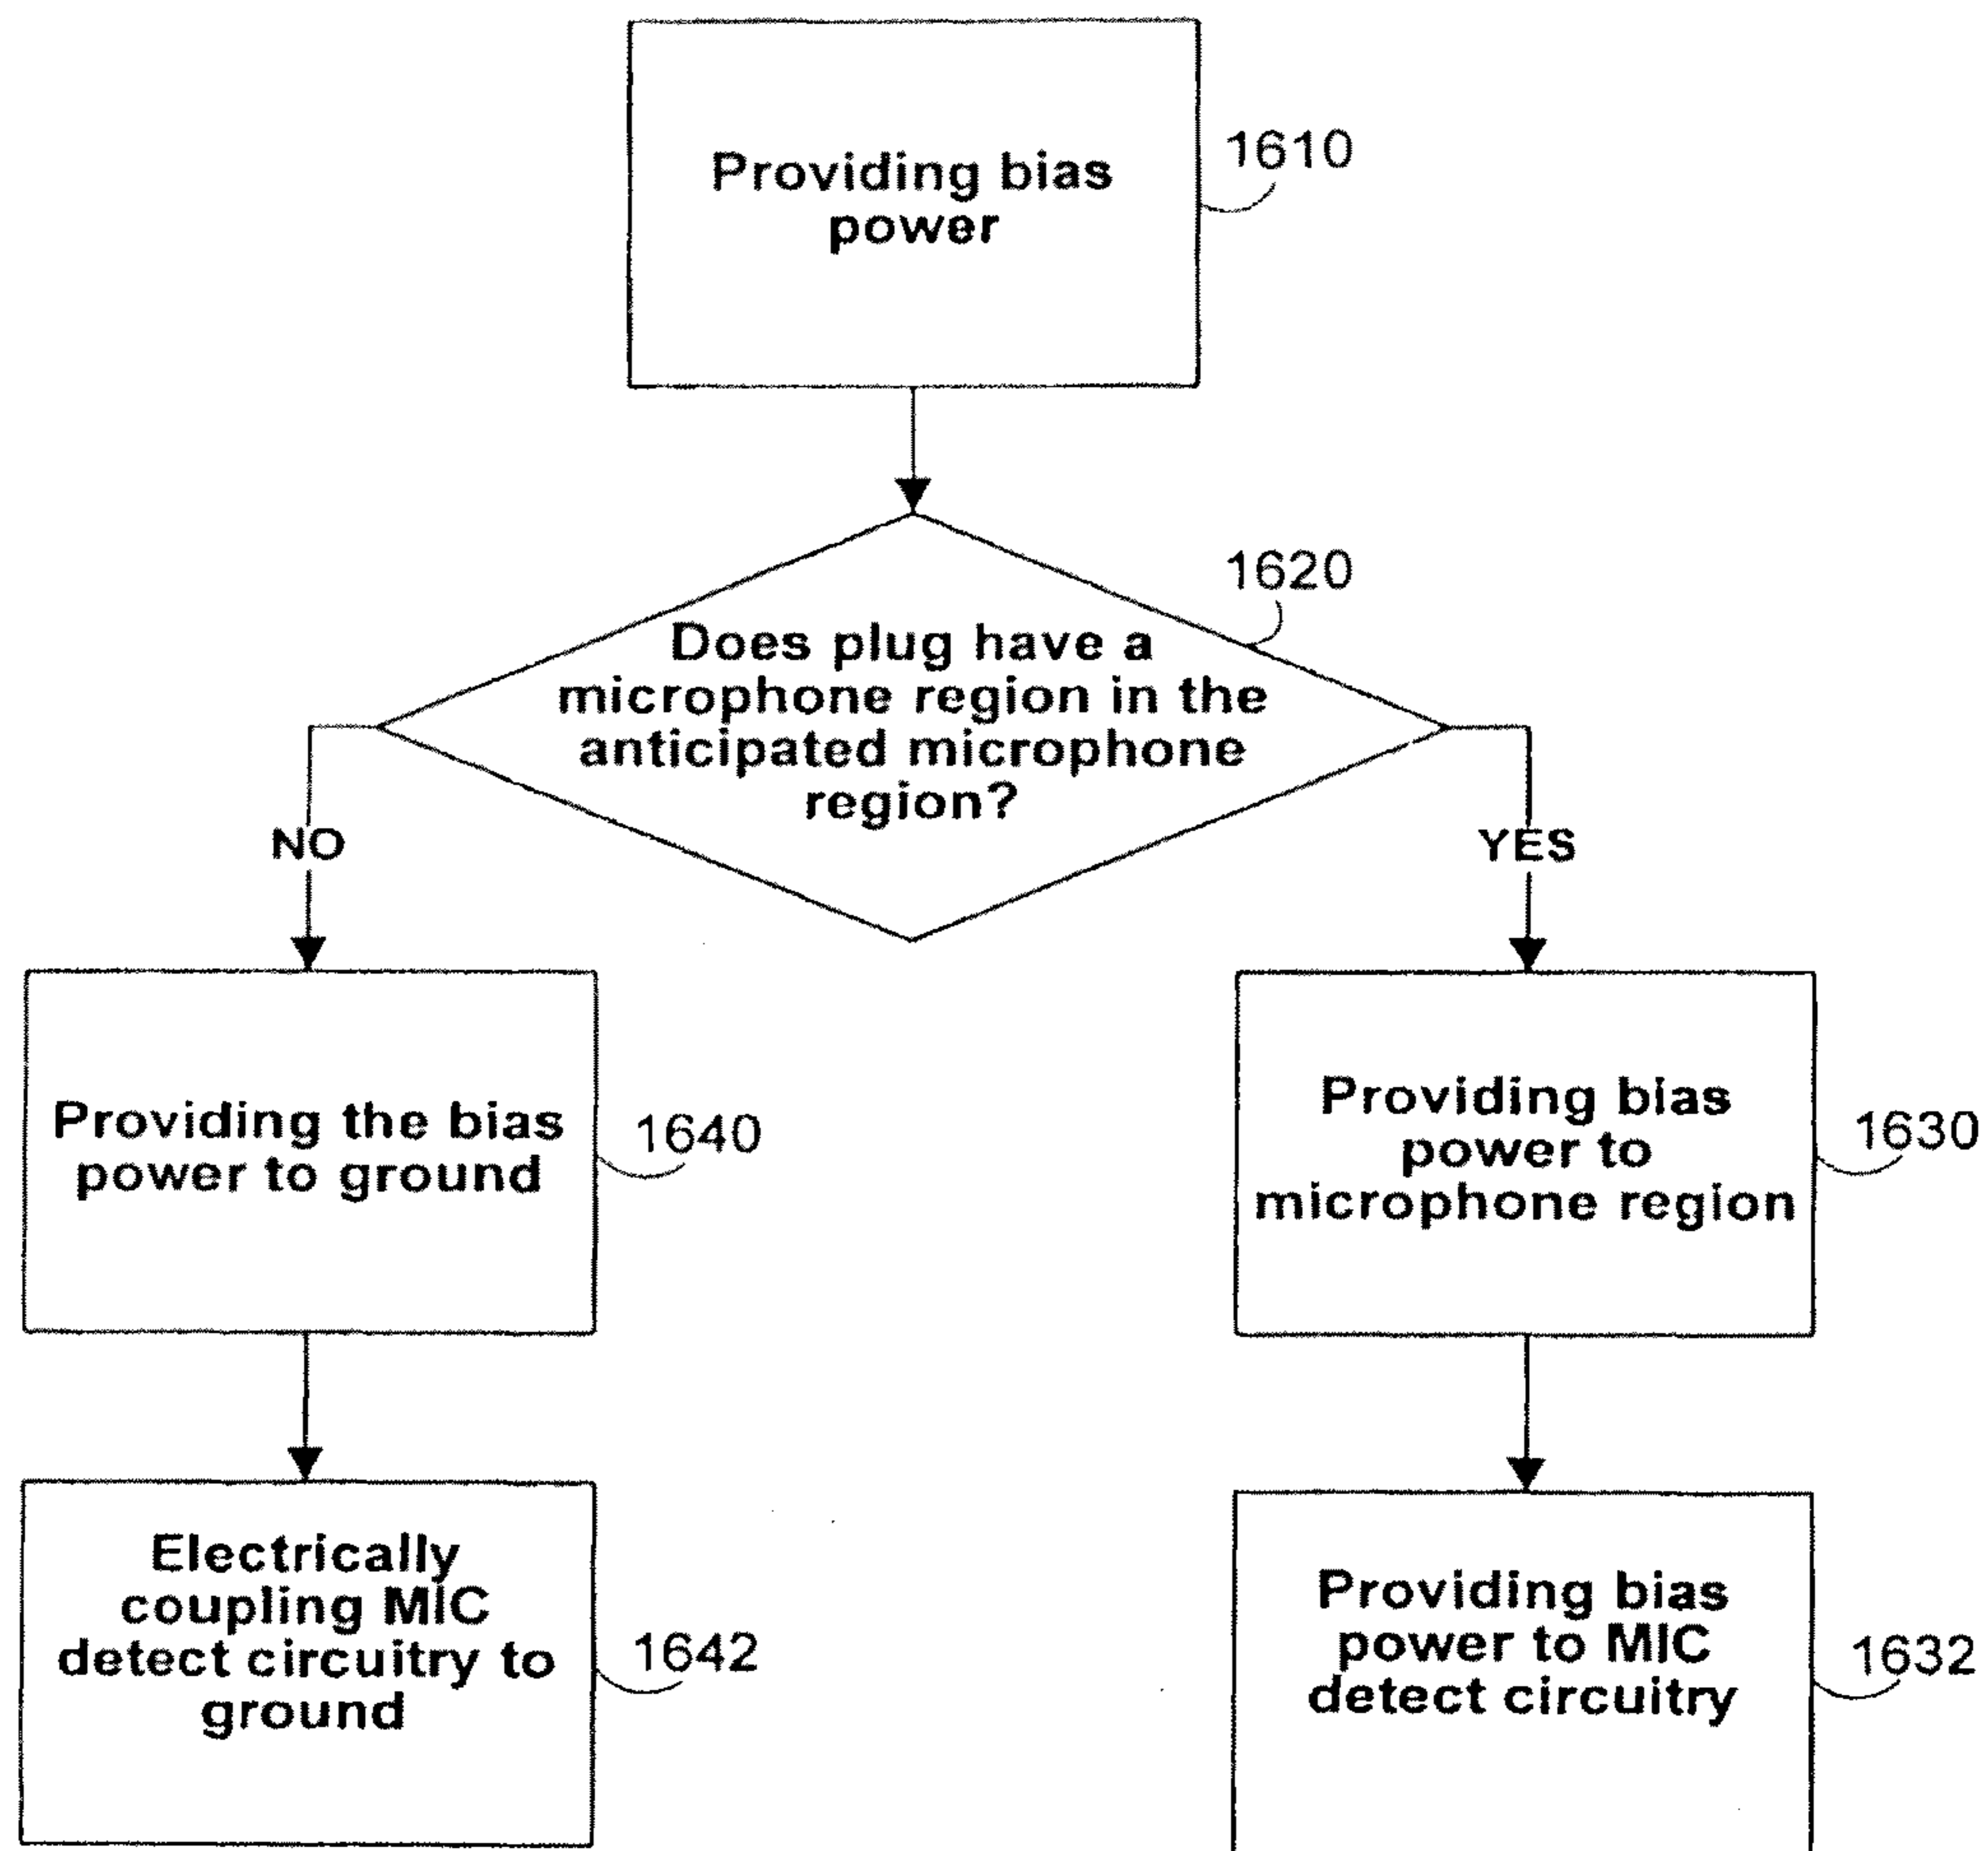 Providing bias
power
1610
1620
Does plug have a
microphone region in the
anticipated microphone
region?
NO
YES
Providing the bias
power to ground
1640
Providing bias
power to
microphone region
1630
Electrically
coupling MIC
detect circuitry to
ground
1642
Providing bias
power to MIC
detect circuitry
1632